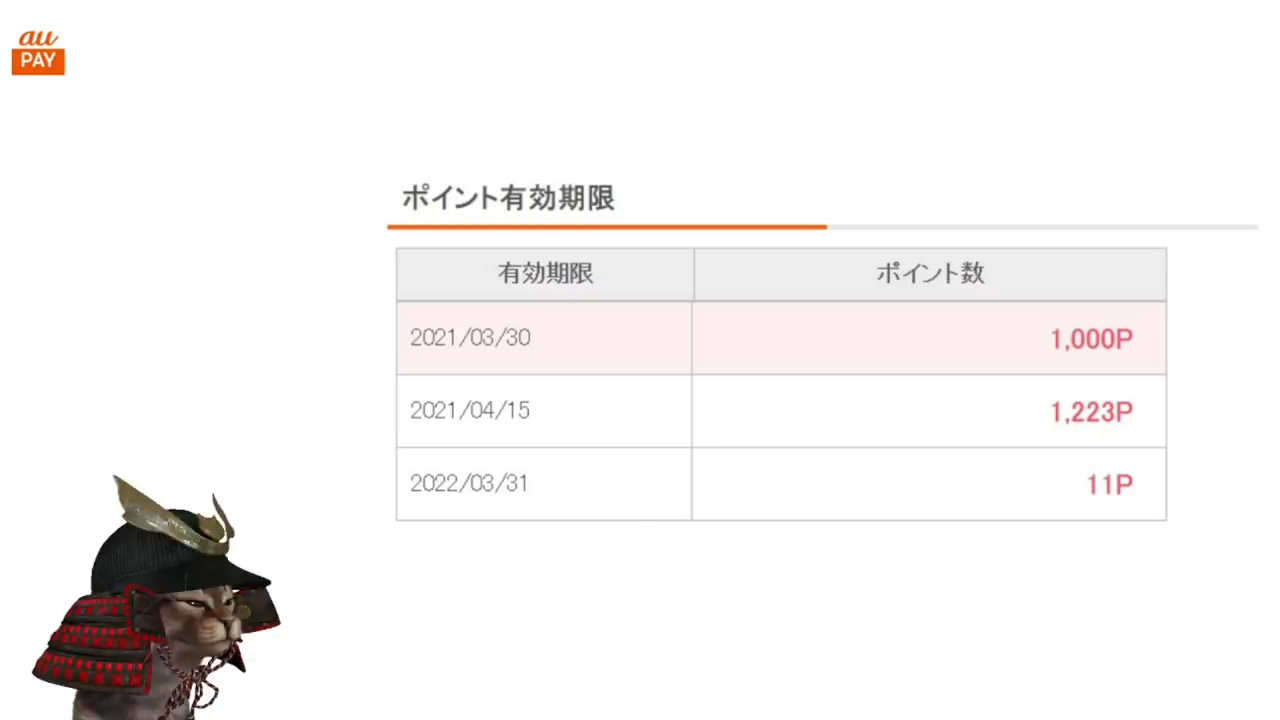 au
PAY
ポイント有効期限
有効期限 ポイント数
2021/03/30 1,000P
2021/04/15 1,223P
2022/03/31 11P